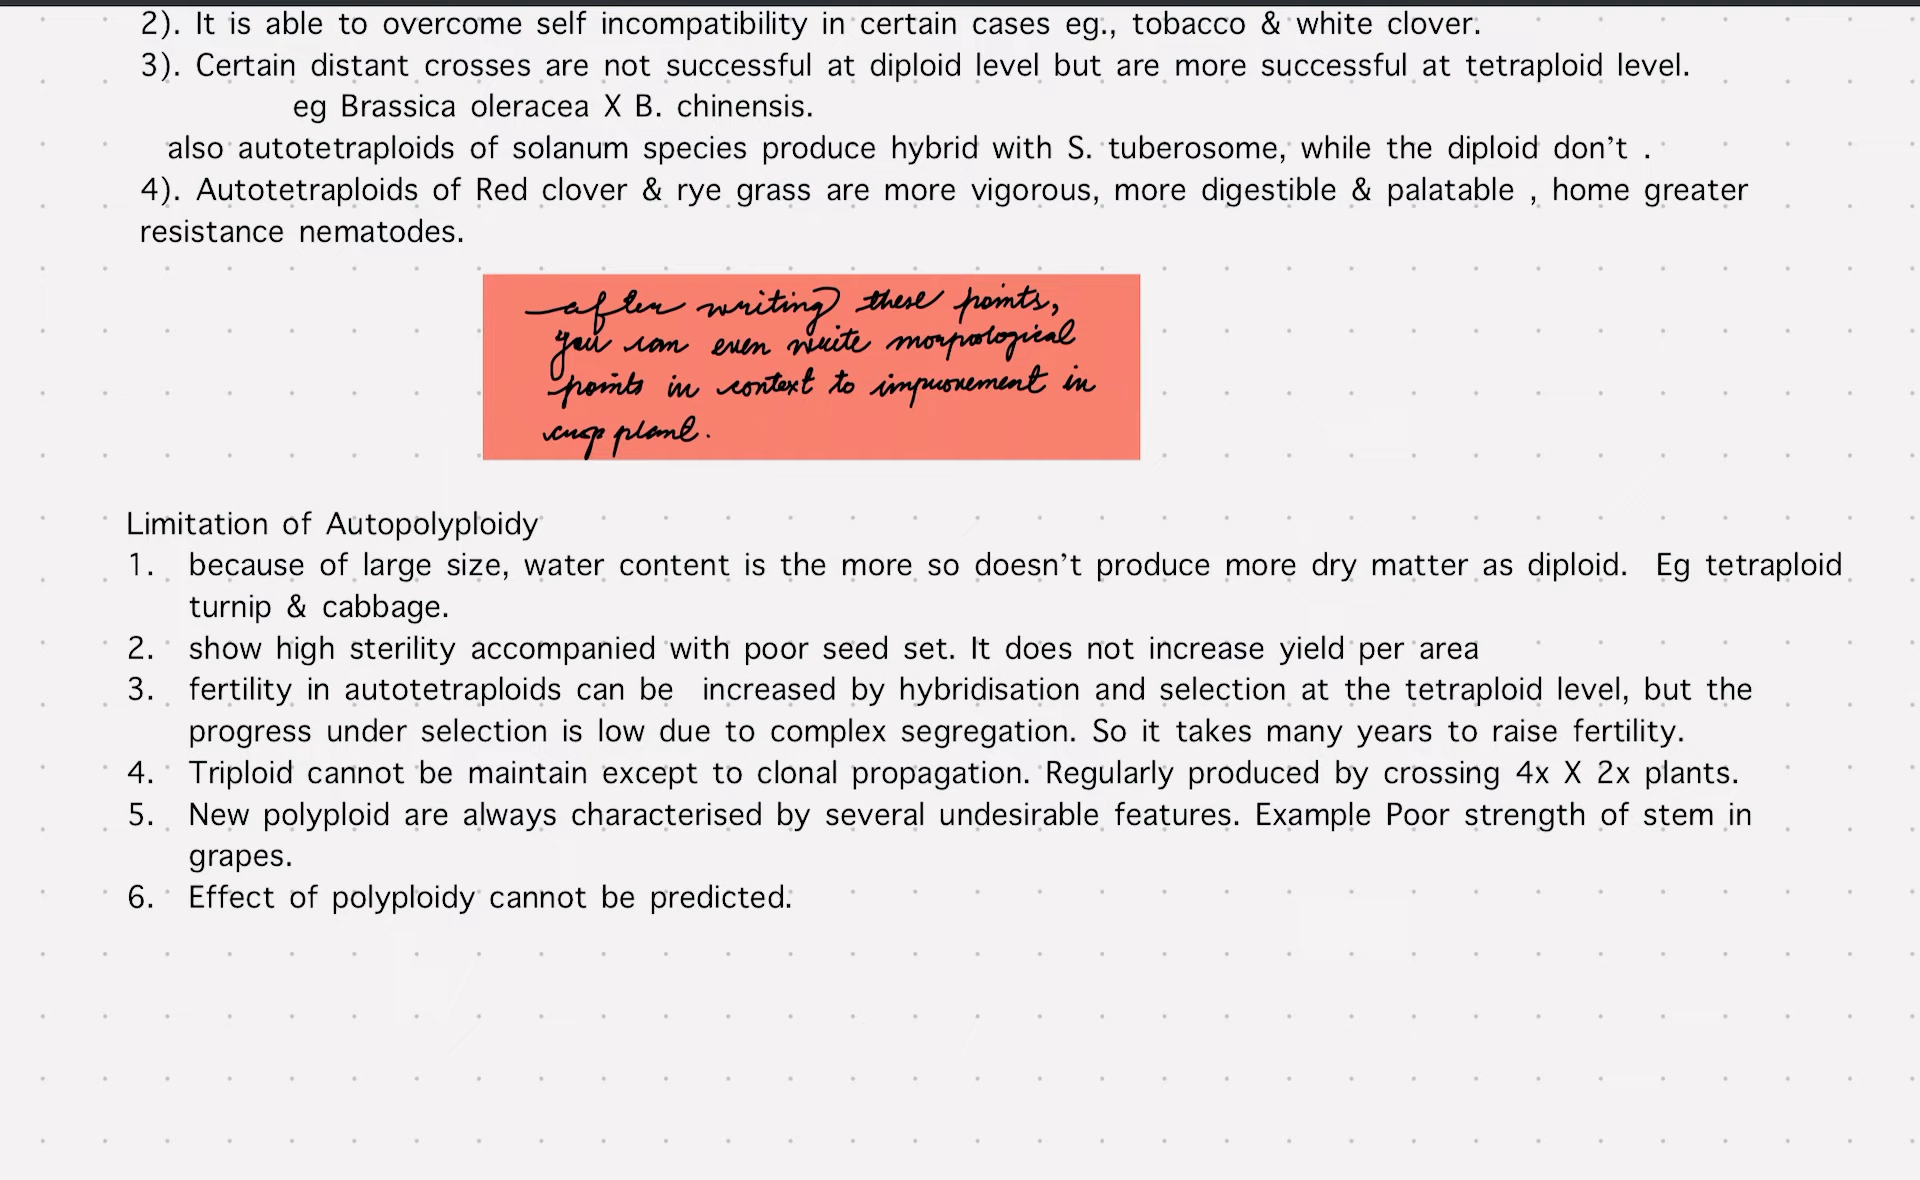 2). It is able to overcome self incompatibility in certain cases eg., tobacco & white clover.
3). Certain distant crosses are not successful at diploid level but are more successful at tetraploid level.
eg Brassica oleracea X B. chinensis.
also autotetraploids of solanum species produce hybrid with S. tuberosome, while the diploid don't .
4). Autotetraploids of Red clover & rye grass are more vigorous, more digestible & palatable , home greater
resistance nematodes.
after writing these points,
you can even write morpological
points in context to improvement in
crop plant.
Limitation of Autopolyploidy
1. because of large size, water content is the more so doesn't produce more dry matter as diploid. Eg tetraploid
turnip & cabbage.
2. show high sterility accompanied with poor seed set. It does not increase yield per area
3. fertility in autotetraploids can be increased by hybridisation and selection at the tetraploid level, but the
progress under selection is low due to complex segregation. So it takes many years to raise fertility.
4. Triploid cannot be maintain except to clonal propagation. Regularly produced by crossing 4x X 2x plants.
5. New polyploid are always characterised by several undesirable features. Example Poor strength of stem in
grapes.
6. Effect of polyploidy cannot be predicted.